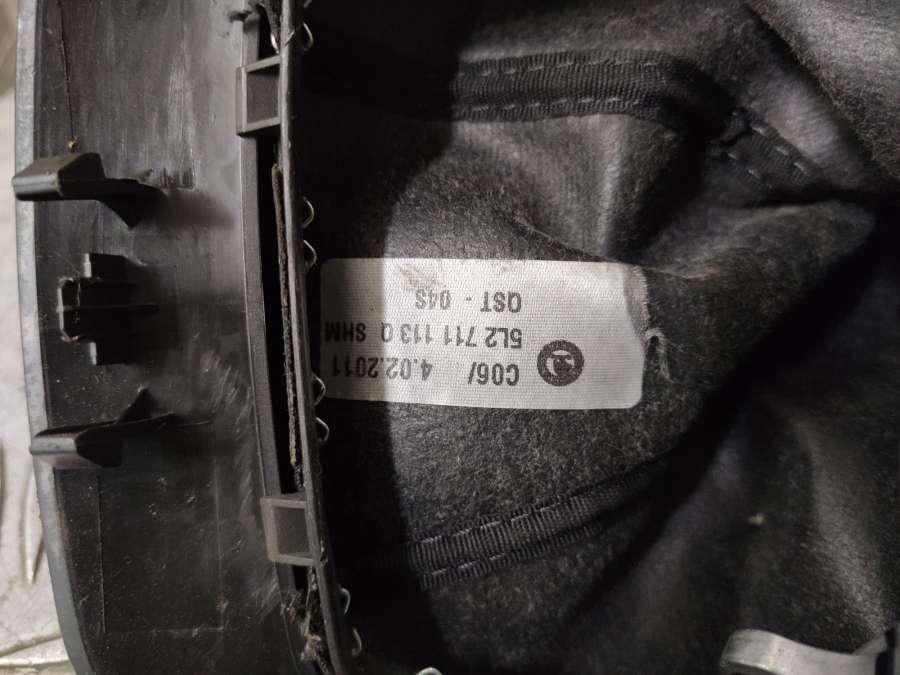 C06/ 4.02.2011
5L2 711 113 Q SHM
QST - 04S